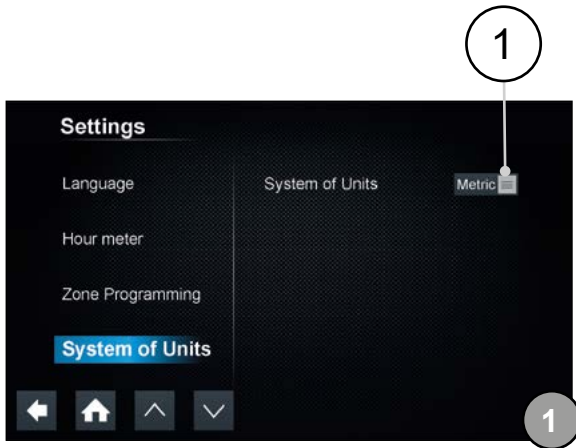 1
Settings
Language
System of Units
Metric
Hour meter
Zone Programming
System of Units
1